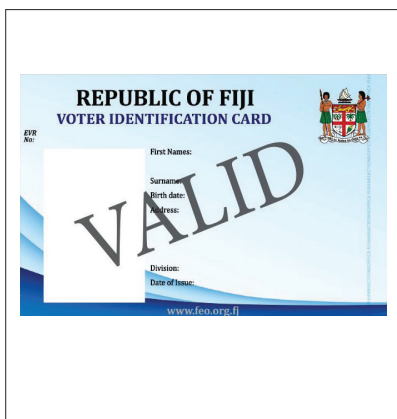 REPUBLIC OF FIJI
VOTER IDENTIFICATION CARD
EVR
No:
First Names:
Surname:
Birth date:
Address:
VALID
Division:
Date of Issue:
www.feo.org.fj